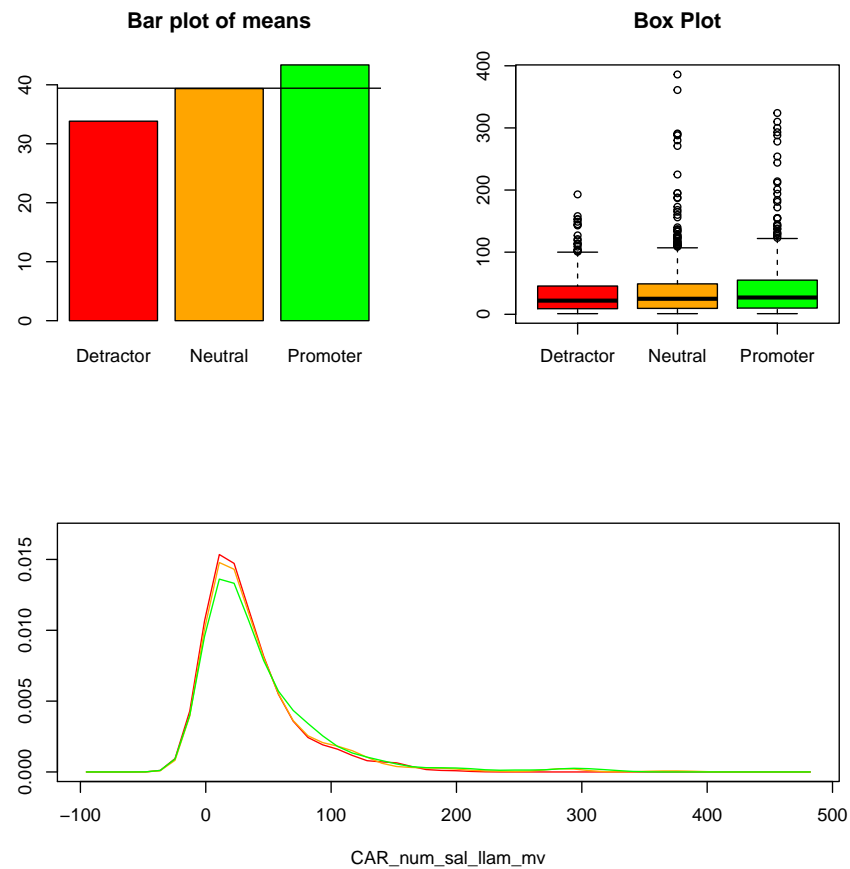 Bar plot of means
40
30
20
10
0
Detractor Neutral Promoter
Box Plot
400
300
200
100
0
Detractor Neutral Promoter
0.015
0.010
0.005
0.000
−100 0 100 200 300 400 500
CAR_num_sal_llam_mv